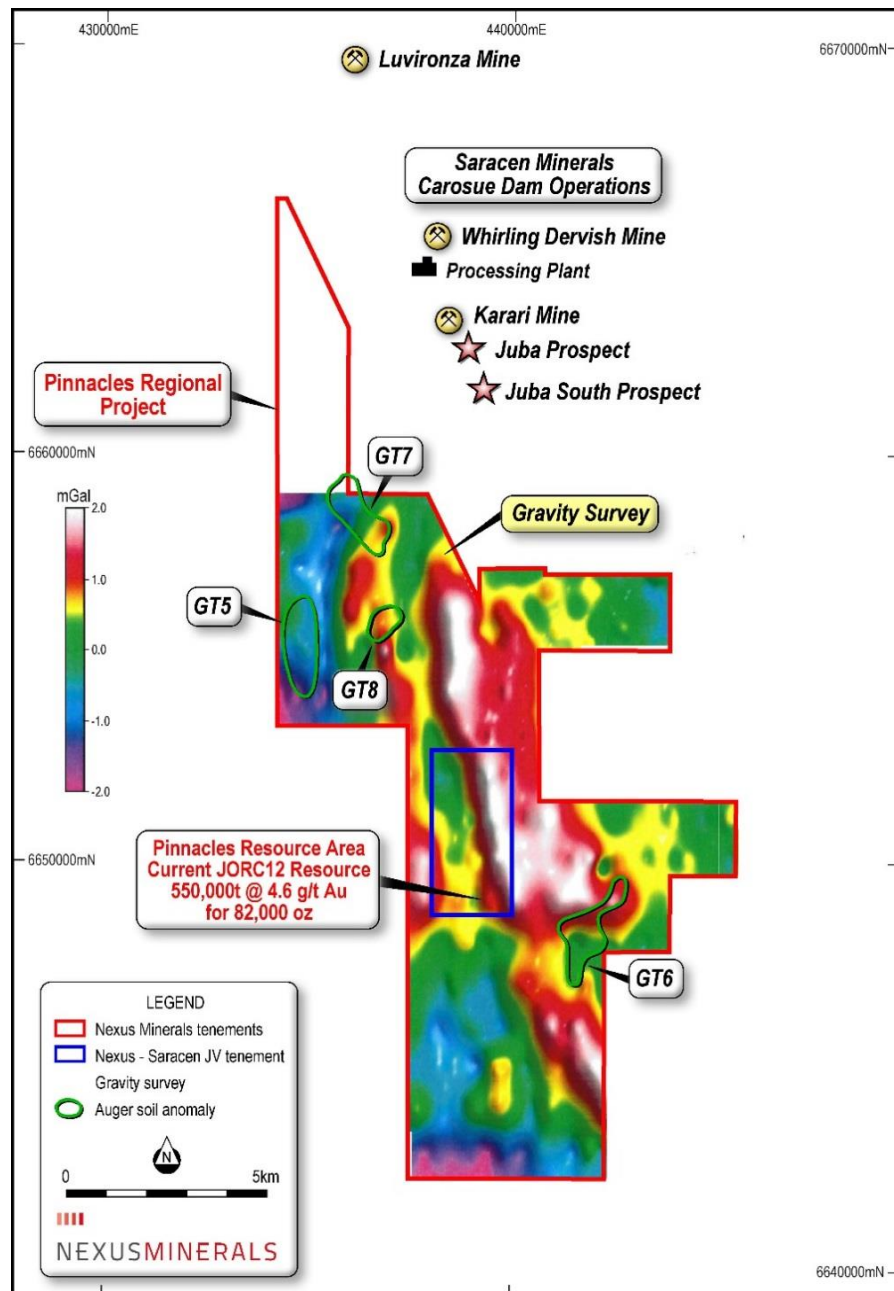 430000mE
440000mE
6670000mN
Luvironza Mine
Saracen Minerals
Carosue Dam Operations
Whirling Dervish Mine
Processing Plant
Karari Mine
Juba Prospect
Juba South Prospect
Pinnacles Regional
Project
6660000mN
GT7
mGal
2.0
1.0
0.0
-1.0
-2.0
Gravity Survey
GT5
GT8
Pinnacles Resource Area
Current JORC12 Resource
550,000t @ 4.6 g/t Au
for 82,000 oz
6650000mN
GT6
LEGEND
Nexus Minerals tenements
Nexus - Saracen JV tenement
Gravity survey
Auger soil anomaly
N
0
5km
NEXUSMINERALS
6640000mN